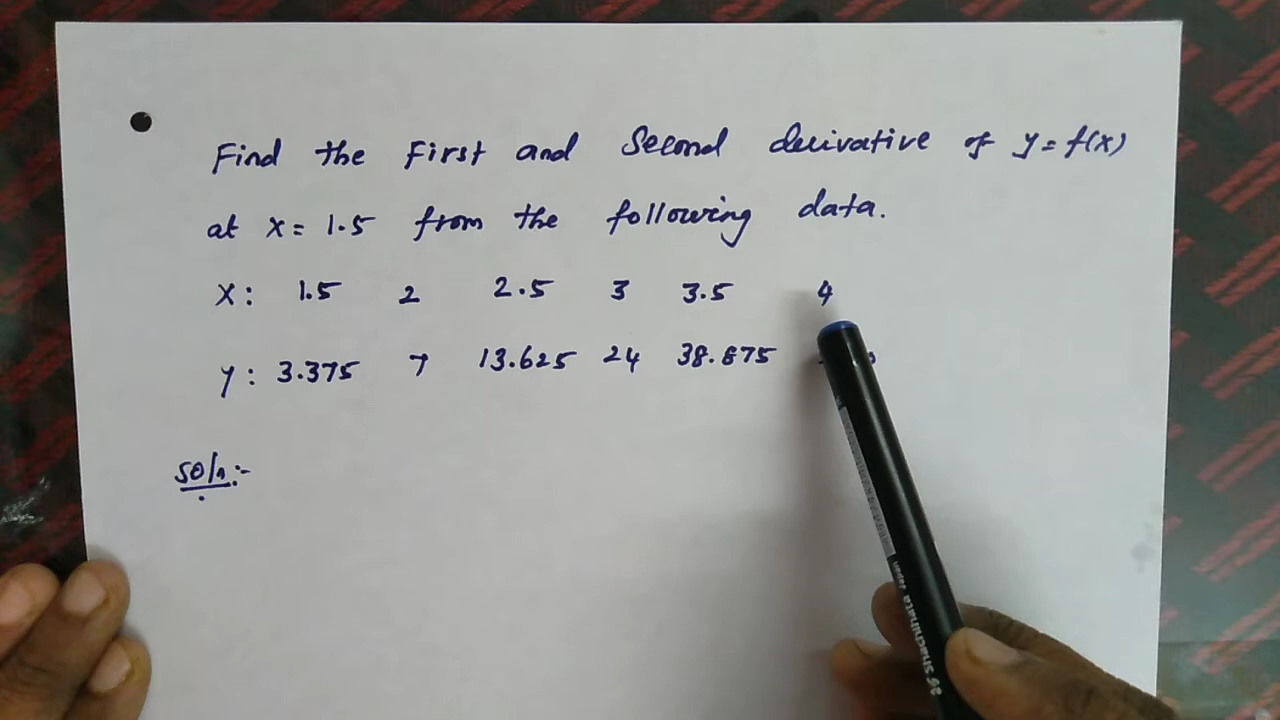 Find the First and Second derivative of y=f(x)
at x= 1.5 from the following data.
x: 1.5 2 2.5 3 3.5 4
y: 3.375 7 13.625 24 38.875
Soln:-